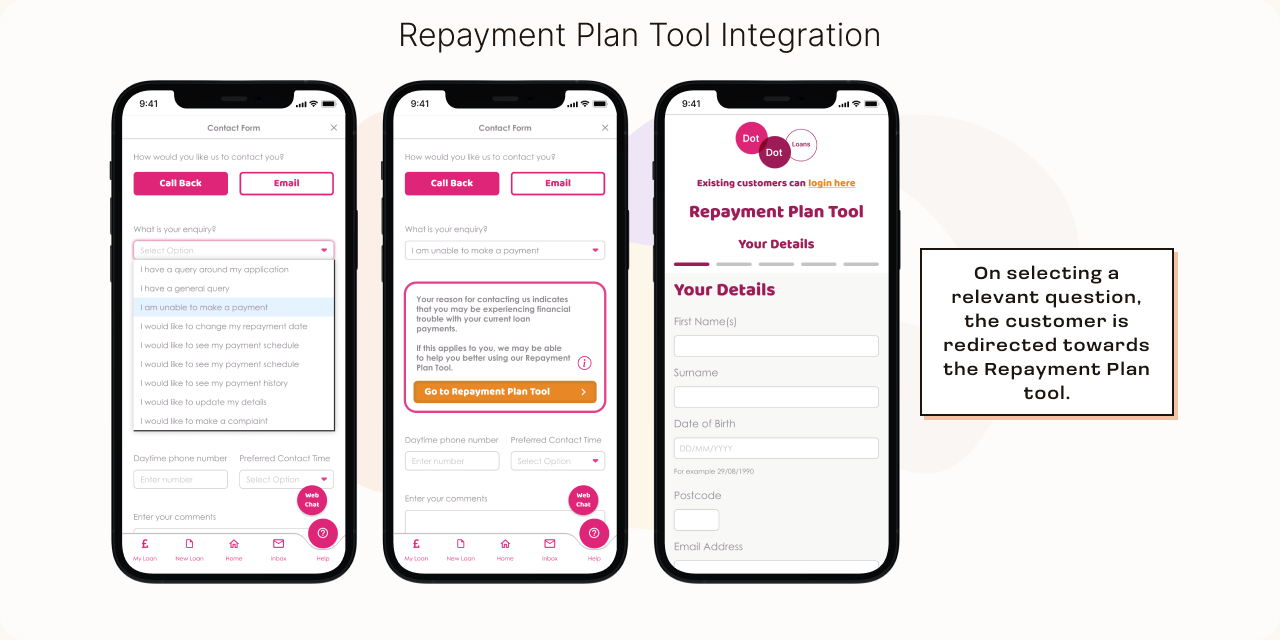 Repayment Plan Tool Integration
9:41
Contact Form
How would you like us to contact you?
Call Back
Email
What is your enquiry?
Select Option
I have a query around my application
I have a general query
I am unable to make a payment
I would like to change my repayment date
I would like to see my payment schedule
I would like to see my payment schedule
I would like to see my payment history
I would like to update my details
I would like to make a complaint
Daytime phone number
Preferred Contact Time
Enter number
Select Option
Web
Chat
Enter your comments
My Loan
New Loan
Home
Inbox
Help
9:41
Contact Form
How would you like us to contact you?
Call Back
Email
What is your enquiry?
I am unable to make a payment
Your reason for contacting us indicates
that you may be experiencing financial
trouble with your current loan
payments.
If this applies to you, we may be able
to help you better using our Repayment
Plan Tool.
Go to Repayment Plan Tool
Daytime phone number
Preferred Contact Time
Enter number
Select Option
Enter your comments
Web
Chat
My Loan
New Loan
Home
Inbox
Help
9:41
Dot
Dot
Loans
Existing customers can login here
Repayment Plan Tool
Your Details
Your Details
First Name(s)
Surname
Date of Birth
DD/MM/YYYY
For example 29/08/1990
Postcode
Email Address
On selecting a
relevant question,
the customer is
redirected towards
the Repayment Plan
tool.